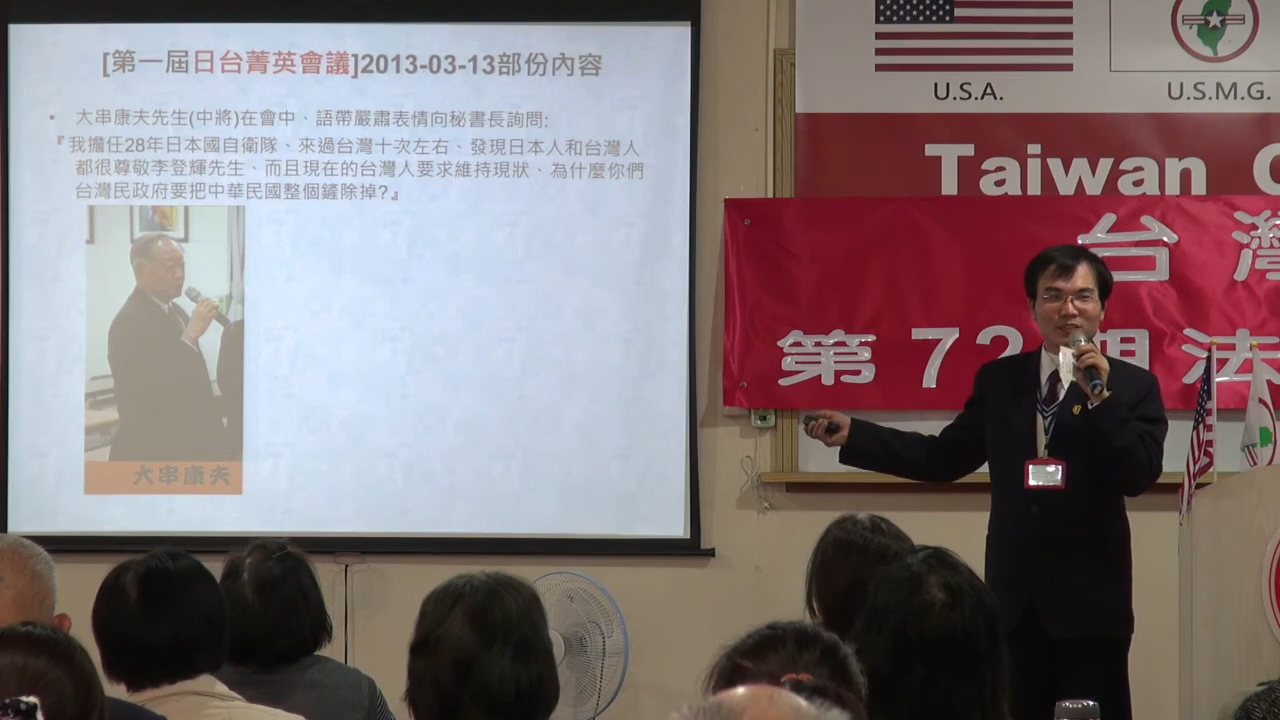 [第一屆日台菁英會議]2013-03-13部份內容
• 大串康夫先生(中將)在會中、語帶嚴肅表情向秘書長詢問:
『我擔任28年日本國自衛隊、來過台灣十次左右、發現日本人和台灣人
都很尊敬李登輝先生、而且現在的台灣人要求維持現狀、為什麼你們
台灣民政府要把中華民國整個鏟除掉?』
大串康夫
U.S.A.
U.S.M.G.
Taiwan C
台灣
第72期法